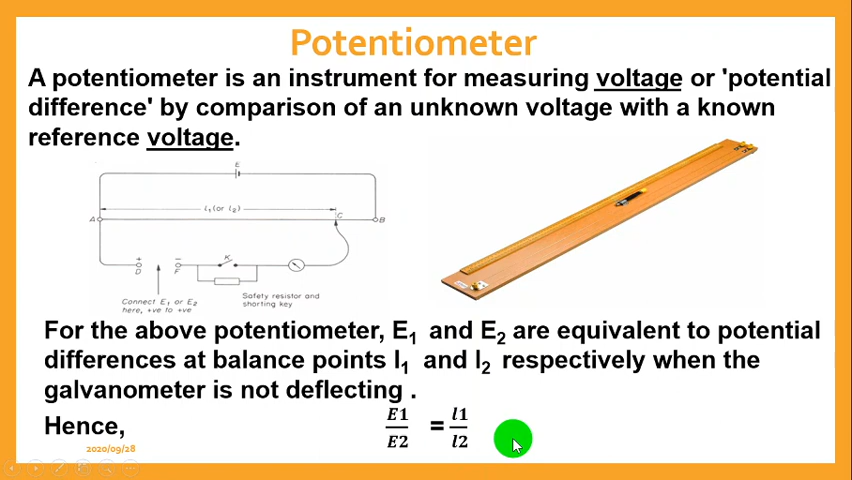 Potentiometer
A potentiometer is an instrument for measuring voltage or 'potential
difference' by comparison of an unknown voltage with a known
reference voltage.
E
l₁(or l₂)
A
C
B
+
−
K
D
F
Connect E₁ or E₂
here, +ve to +ve
Safety resistor and
shorting key
For the above potentiometer, E₁ and E₂ are equivalent to potential
differences at balance points l₁ and l₂ respectively when the
galvanometer is not deflecting .
Hence, E1/E2 = l1/l2
2020/09/28